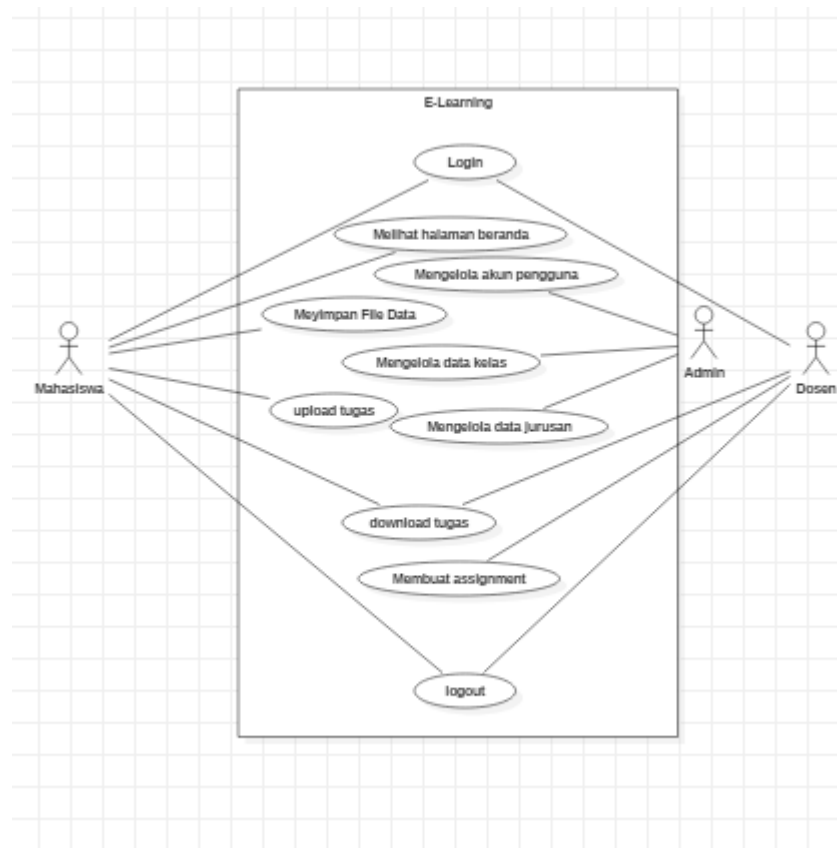 E-Learning
Login
Melihat halaman beranda
Mengelola akun pengguna
Meyimpan File Data
Mengelola data kelas
upload tugas
Mengelola data jurusan
download tugas
Membuat assignment
logout
Mahasiswa
Admin
Dosen